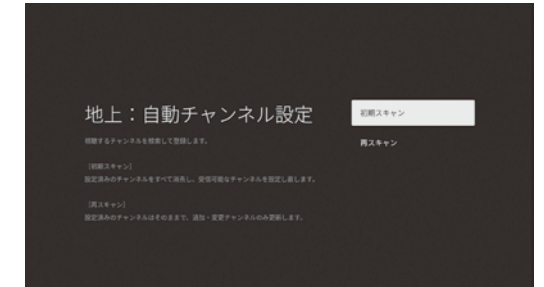 地上：自動チャンネル設定
視聴するチャンネルを検索して登録します。
［初期スキャン］
設定済みのチャンネルをすべて消去し、受信可能なチャンネルを設定し直します。
［再スキャン］
設定済みのチャンネルはそのままで、追加・変更チャンネルのみ更新します。
初期スキャン
再スキャン